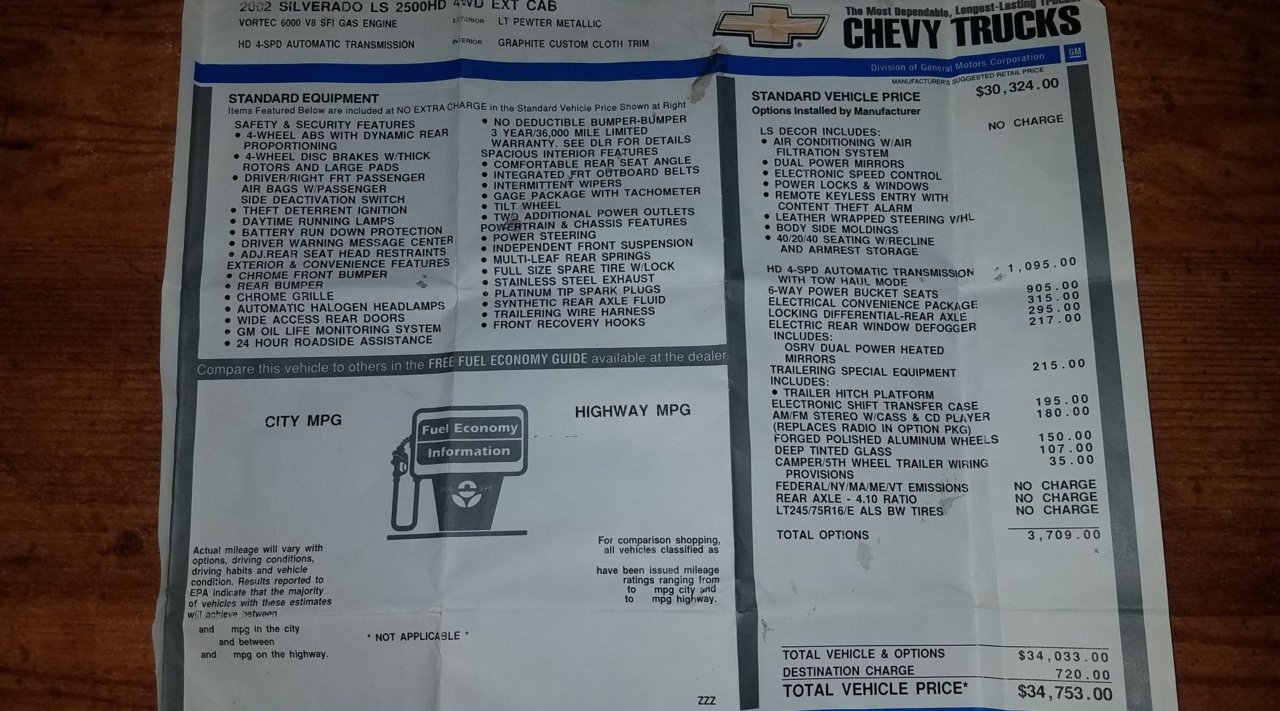 2002 SILVERADO LS 2500HD 4WD EXT CAB
VORTEC 6000 V8 SFI GAS ENGINE
EXTERIOR LT PEWTER METALLIC
HD 4-SPD AUTOMATIC TRANSMISSION
INTERIOR GRAPHITE CUSTOM CLOTH TRIM
The Most Dependable, Longest-Lasting Trucks
CHEVY TRUCKS
®
Division of General Motors Corporation
GM
STANDARD EQUIPMENT
Items Featured Below are included at NO EXTRA CHARGE in the Standard Vehicle Price Shown at Right
SAFETY & SECURITY FEATURES
• 4-WHEEL ABS WITH DYNAMIC REAR
PROPORTIONING
• 4-WHEEL DISC BRAKES W/THICK
ROTORS AND LARGE PADS
• DRIVER/RIGHT FRT PASSENGER
AIR BAGS W/PASSENGER
SIDE DEACTIVATION SWITCH
• THEFT DETERRENT IGNITION
• DAYTIME RUNNING LAMPS
• BATTERY RUN DOWN PROTECTION
• DRIVER WARNING MESSAGE CENTER
• ADJ.REAR SEAT HEAD RESTRAINTS
EXTERIOR & CONVENIENCE FEATURES
• CHROME FRONT BUMPER
• REAR BUMPER
• CHROME GRILLE
• AUTOMATIC HALOGEN HEADLAMPS
• WIDE ACCESS REAR DOORS
• GM OIL LIFE MONITORING SYSTEM
• 24 HOUR ROADSIDE ASSISTANCE
• NO DEDUCTIBLE BUMPER-BUMPER
3 YEAR/36,000 MILE LIMITED
WARRANTY. SEE DLR FOR DETAILS
SPACIOUS INTERIOR FEATURES
• COMFORTABLE REAR SEAT ANGLE
• INTEGRATED FRT OUTBOARD BELTS
• INTERMITTENT WIPERS
• GAGE PACKAGE WITH TACHOMETER
• TILT WHEEL
• TWO ADDITIONAL POWER OUTLETS
POWERTRAIN & CHASSIS FEATURES
• POWER STEERING
• INDEPENDENT FRONT SUSPENSION
• MULTI-LEAF REAR SPRINGS
• FULL SIZE SPARE TIRE W/LOCK
• STAINLESS STEEL EXHAUST
• PLATINUM TIP SPARK PLUGS
• SYNTHETIC REAR AXLE FLUID
• TRAILERING WIRE HARNESS
• FRONT RECOVERY HOOKS
Compare this vehicle to others in the FREE FUEL ECONOMY GUIDE available at the dealer
CITY MPG
HIGHWAY MPG
Fuel Economy
Information
DOE EPA
Actual mileage will vary with
options, driving conditions,
driving habits and vehicle
condition. Results reported to
EPA indicate that the majority
of vehicles with these estimates
will achieve between
and mpg in the city
and between
and mpg on the highway.
* NOT APPLICABLE *
For comparison shopping,
all vehicles classified as
have been issued mileage
ratings ranging from
to mpg city and
to mpg highway.
ZZZ
MANUFACTURER'S SUGGESTED RETAIL PRICE
STANDARD VEHICLE PRICE $30,324.00
Options Installed by Manufacturer
LS DECOR INCLUDES: NO CHARGE
• AIR CONDITIONING W/AIR
FILTRATION SYSTEM
• DUAL POWER MIRRORS
• ELECTRONIC SPEED CONTROL
• POWER LOCKS & WINDOWS
• REMOTE KEYLESS ENTRY WITH
CONTENT THEFT ALARM
• LEATHER WRAPPED STEERING WHL
• BODY SIDE MOLDINGS
• 40/20/40 SEATING W/RECLINE
AND ARMREST STORAGE
HD 4-SPD AUTOMATIC TRANSMISSION 1,095.00
WITH TOW HAUL MODE
6-WAY POWER BUCKET SEATS 905.00
ELECTRICAL CONVENIENCE PACKAGE 315.00
LOCKING DIFFERENTIAL-REAR AXLE 295.00
ELECTRIC REAR WINDOW DEFOGGER 217.00
INCLUDES:
OSRV DUAL POWER HEATED
MIRRORS
TRAILERING SPECIAL EQUIPMENT 215.00
INCLUDES:
• TRAILER HITCH PLATFORM
ELECTRONIC SHIFT TRANSFER CASE 195.00
AM/FM STEREO W/CASS & CD PLAYER 180.00
(REPLACES RADIO IN OPTION PKG)
FORGED POLISHED ALUMINUM WHEELS 150.00
DEEP TINTED GLASS 107.00
CAMPER/5TH WHEEL TRAILER WIRING 35.00
PROVISIONS
FEDERAL/NY/MA/ME/VT EMISSIONS NO CHARGE
REAR AXLE - 4.10 RATIO NO CHARGE
LT245/75R16/E ALS BW TIRES NO CHARGE
TOTAL OPTIONS 3,709.00
TOTAL VEHICLE & OPTIONS $34,033.00
DESTINATION CHARGE 720.00
TOTAL VEHICLE PRICE* $34,753.00